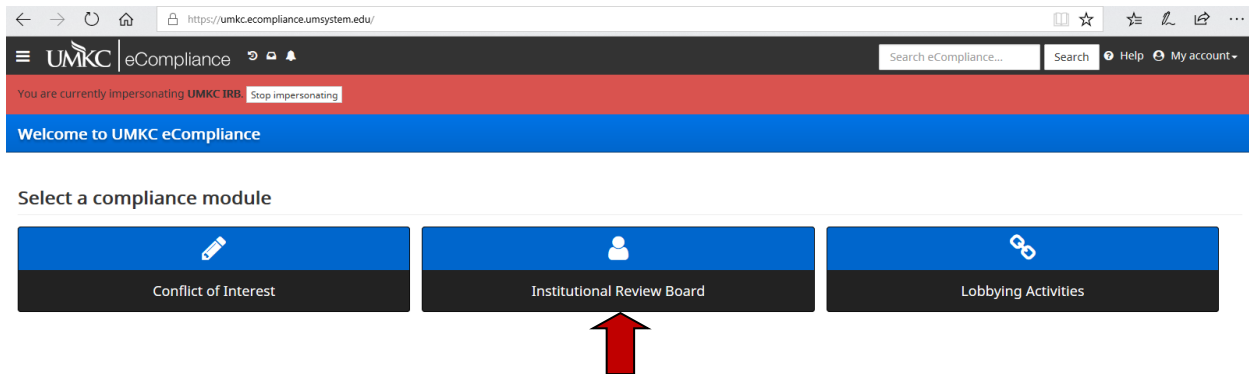 https://umkc.ecompliance.umsystem.edu/
UMKC eCompliance Search eCompliance... Search Help My account
You are currently impersonating UMKC IRB. Stop impersonating
Welcome to UMKC eCompliance
Select a compliance module
Conflict of Interest Institutional Review Board Lobbying Activities